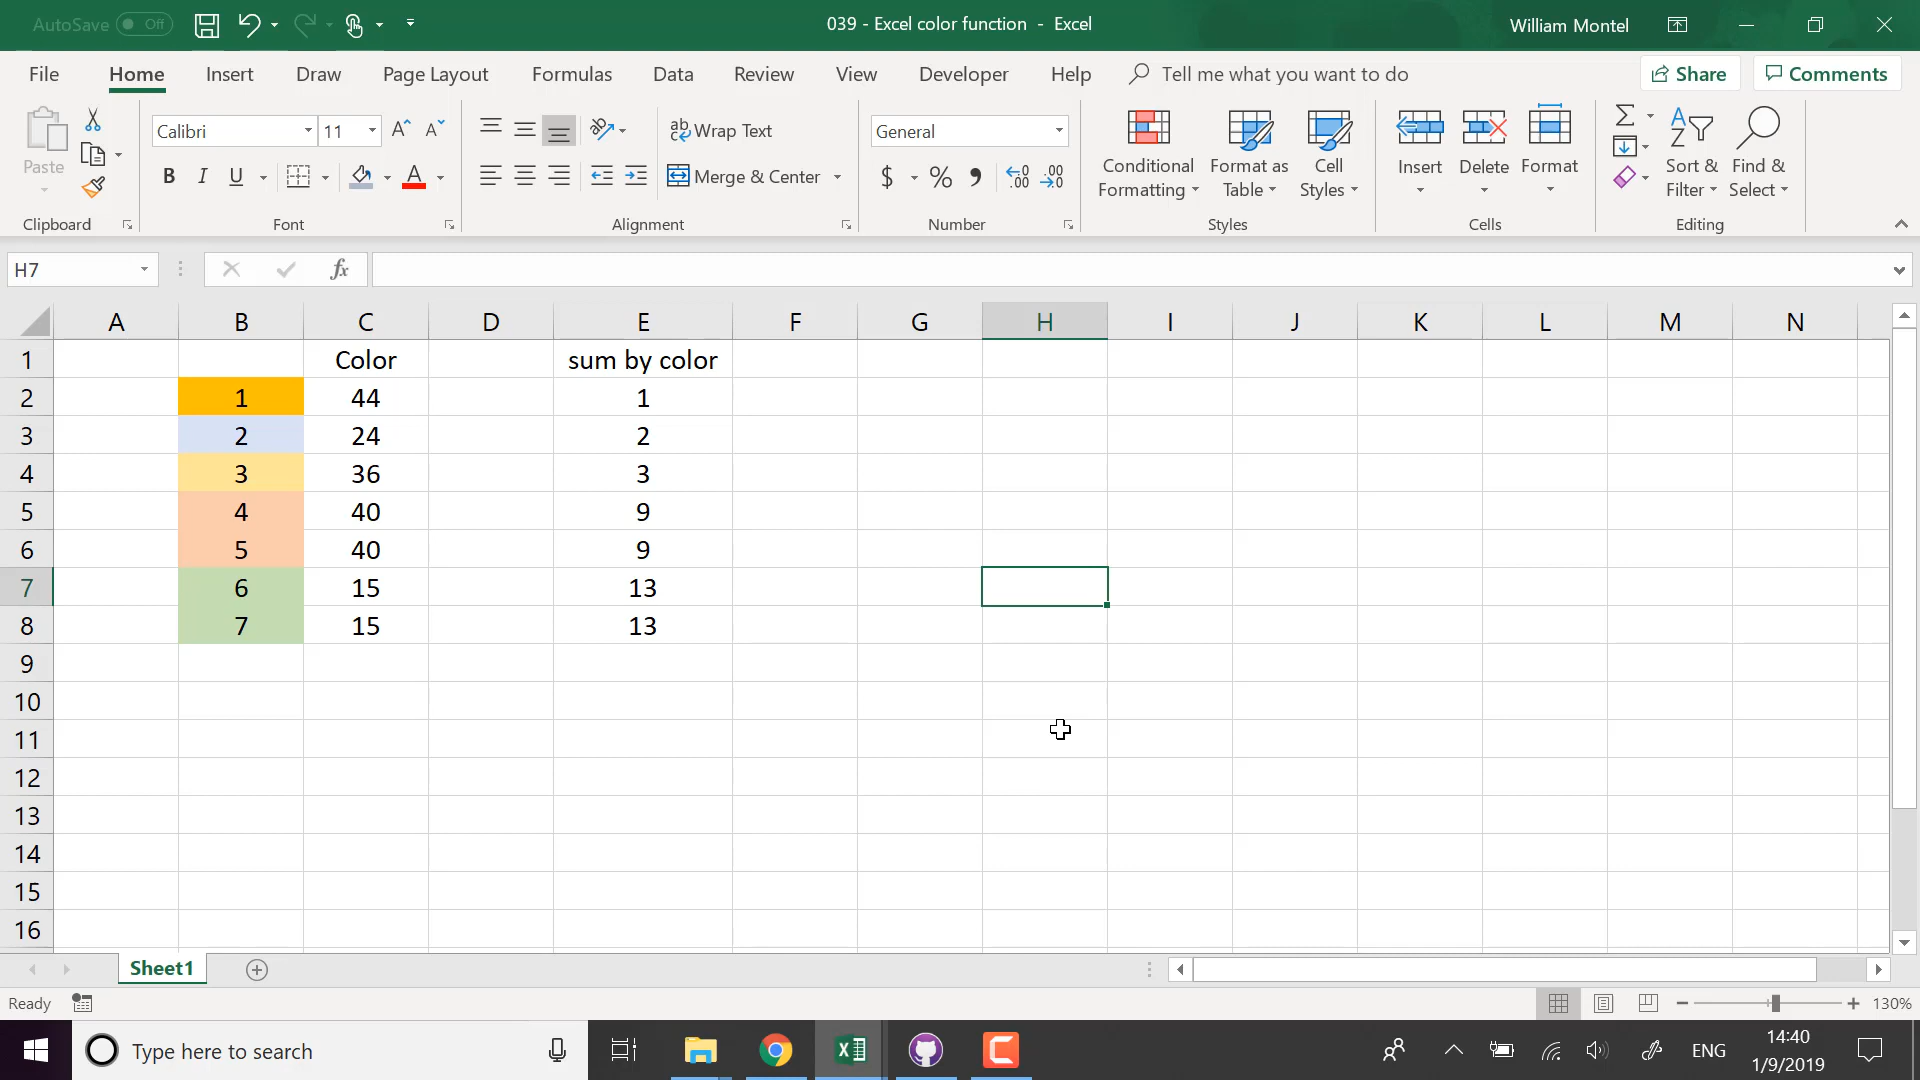 AutoSave Off
039 - Excel color function - Excel
William Montel
File Home Insert Draw Page Layout Formulas Data Review View Developer Help Tell me what you want to do Share Comments
Paste
Clipboard
Calibri 11
B I U A
Font
ab Wrap Text
Merge & Center
Alignment
General
$ % , .00 .00
Number
Conditional Formatting
Format as Table
Cell Styles
Styles
Insert
Delete
Format
Cells
Sort & Filter
Find & Select
Editing
H7 fx
A B C D E F G H I J K L M N
1 Color sum by color
2 1 44 1
3 2 24 2
4 3 36 3
5 4 40 9
6 5 40 9
7 6 15 13
8 7 15 13
9
10
11
12
13
14
15
16
Sheet1
Ready 130%
Type here to search
ENG
14:40
1/9/2019